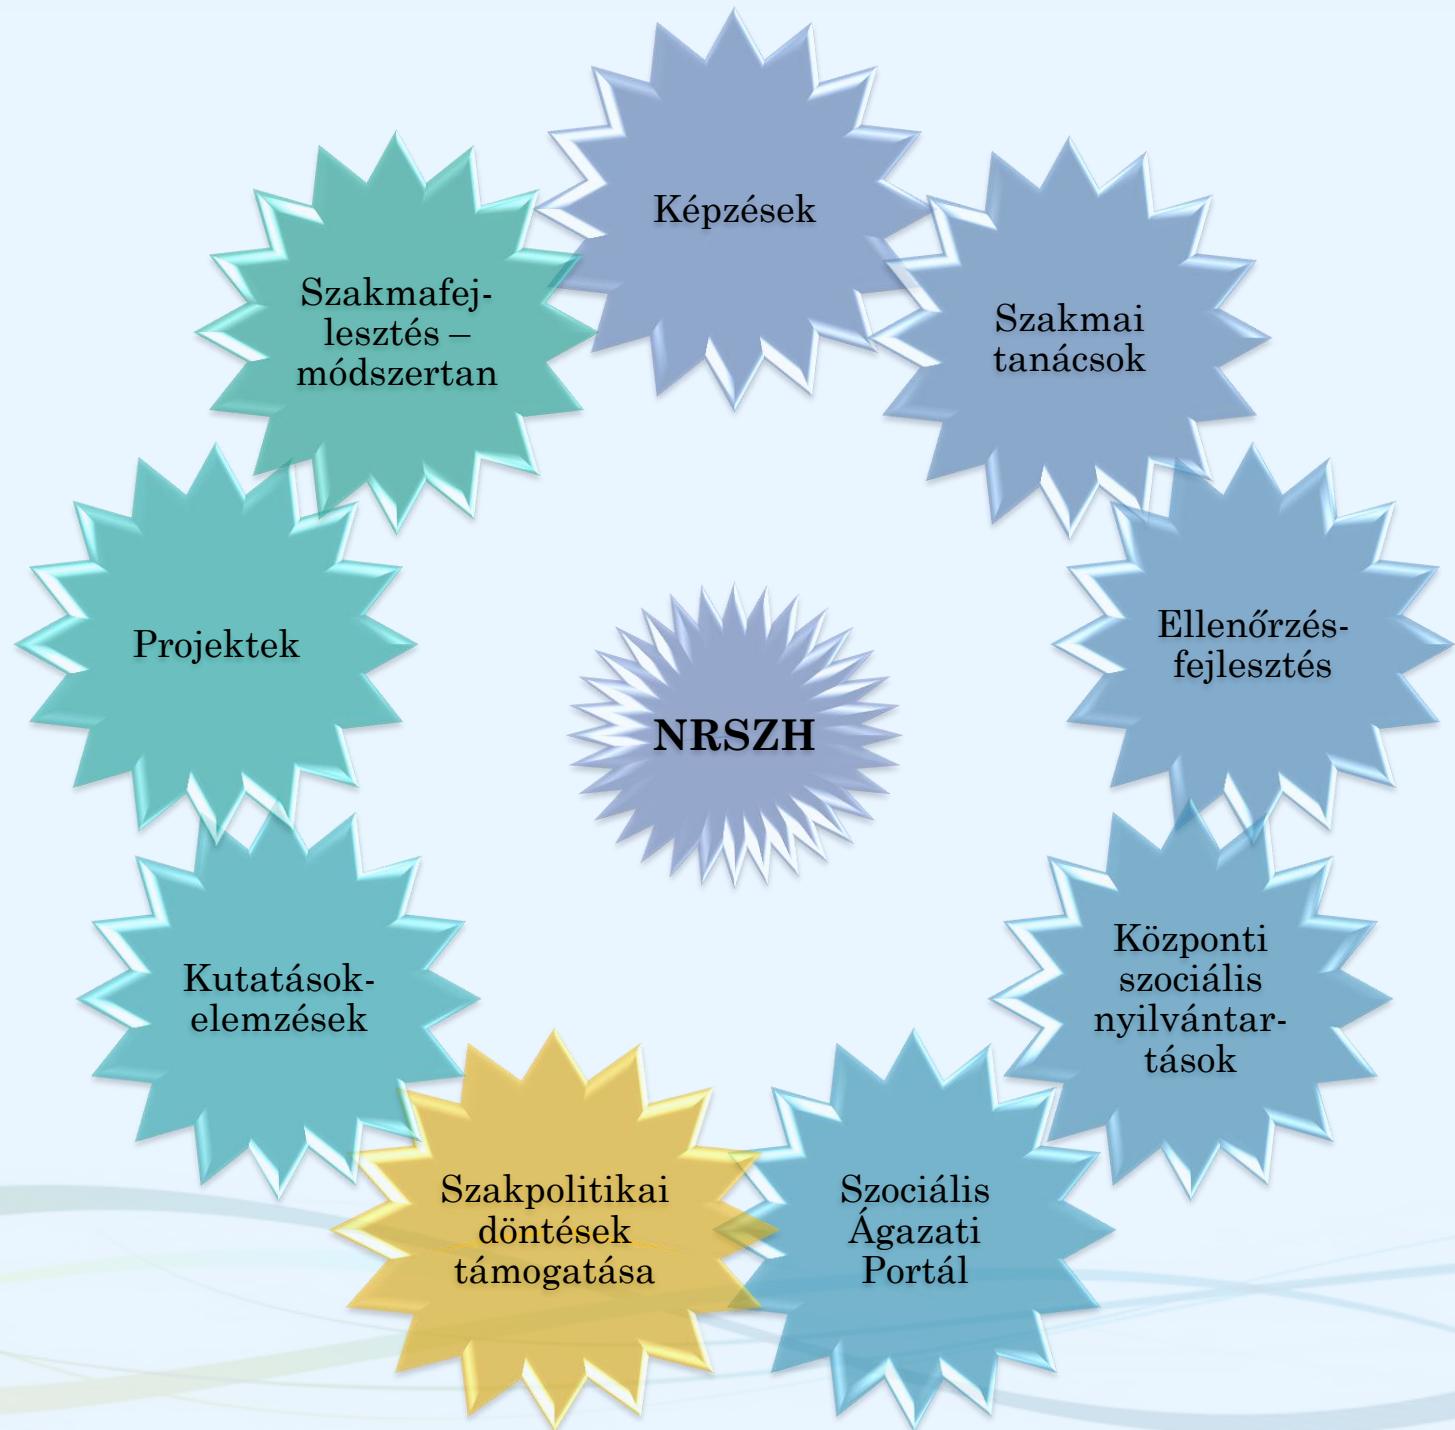 Képzések
Szakmai
tanácsok
Ellenőrzés-
fejlesztés
Központi
szociális
nyilvántar-
tások
Szociális
Ágazati
Portál
Szakpolitikai
döntések
támogatása
Kutatások-
elemzések
Projektek
Szakmafej-
lesztés –
módszertan
NRSZH